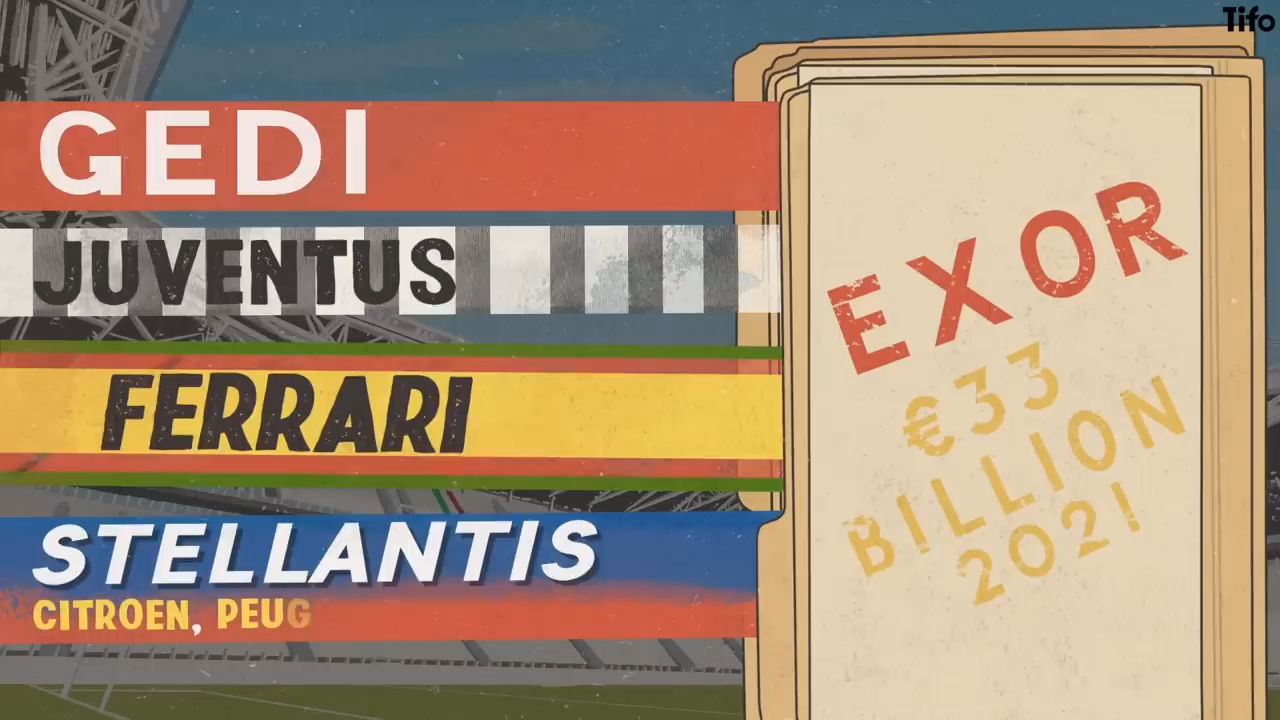 Tifo
GEDI
JUVENTUS
FERRARI
STELLANTIS
CITROEN, PEUG
EXOR
€33
BILLION
2021